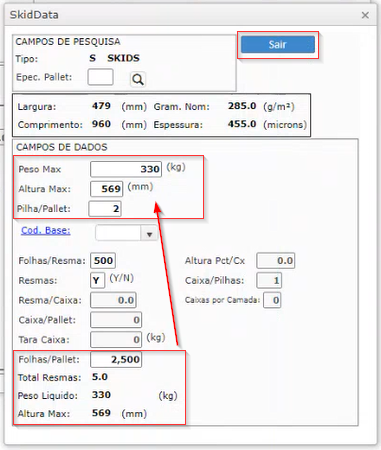 SkidData ×
CAMPOS DE PESQUISA
Sair
Tipo: S SKIDS
Epec. Pallet:
Largura: 479 (mm) Gram. Nom: 285.0 (g/m²)
Comprimento: 960 (mm) Espessura: 455.0 (microns)
CAMPOS DE DADOS
Peso Max 330 (kg)
Altura Max: 569 (mm)
Pilha/Pallet: 2
Cod. Base:
Folhas/Resma: 500 Altura Pct/Cx 0.0
Resmas: Y (Y/N) Caixa/Pilhas: 1
Resma/Caixa: 0.0 Caixas por Camada: 0
Caixa/Pallet: 0
Tara Caixa: 0 (kg)
Folhas/Pallet: 2,500
Total Resmas: 5.0
Peso Liquido: 330 (kg)
Altura Max: 569 (mm)